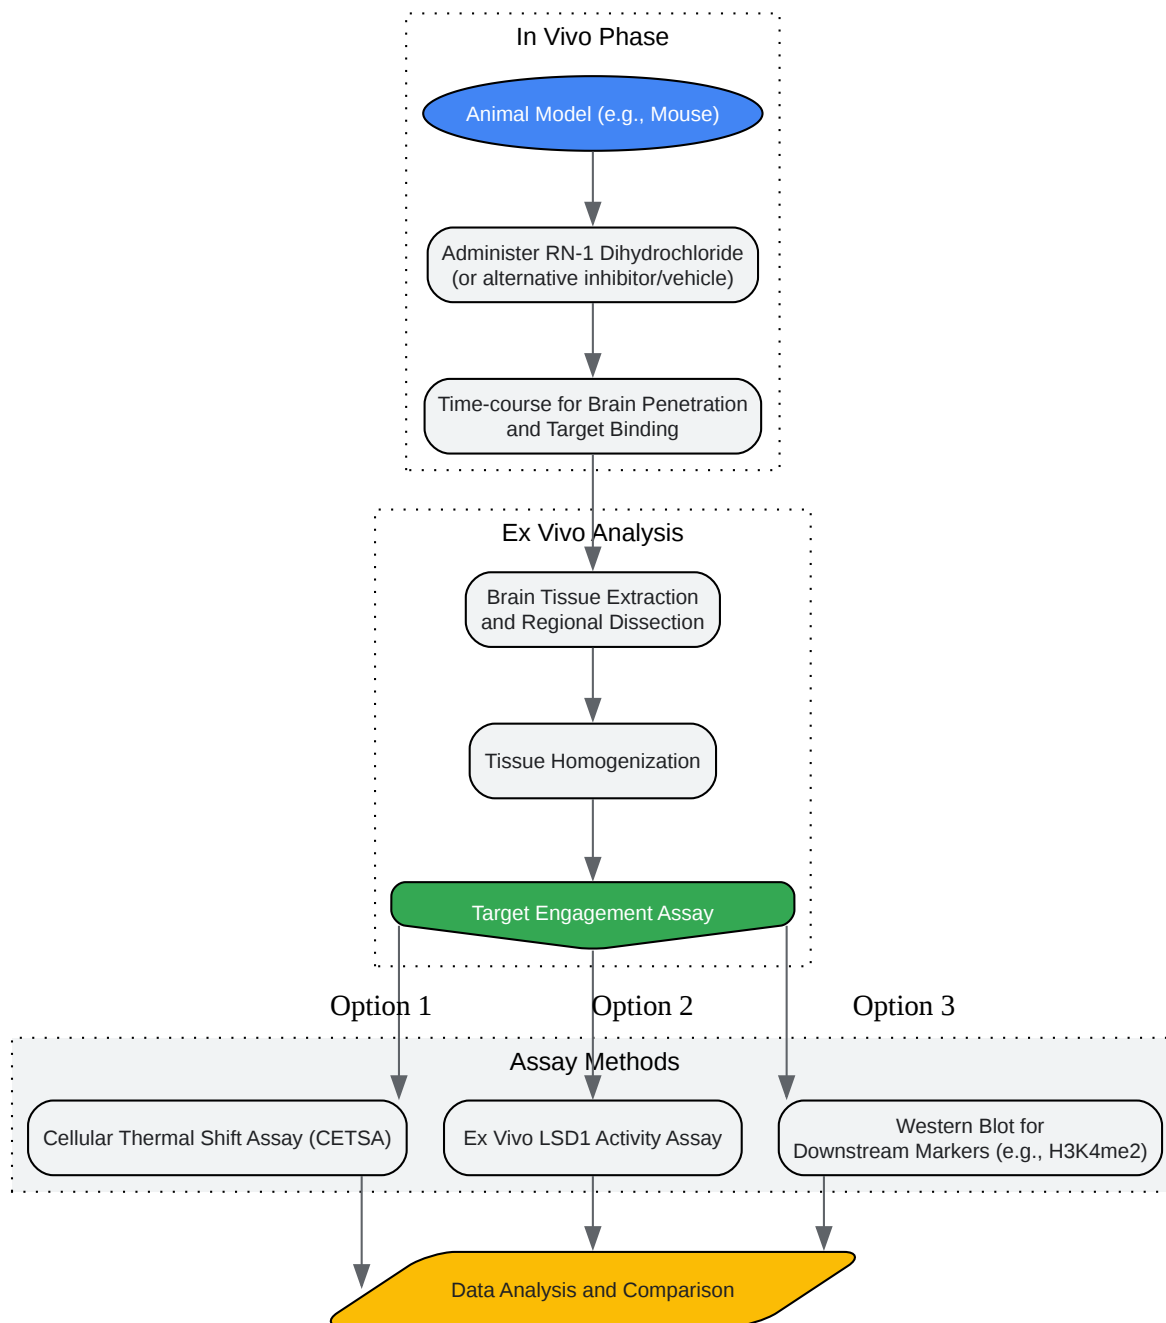 In Vivo Phase
Animal Model (e.g., Mouse)
Administer RN-1 Dihydrochloride
(or alternative inhibitor/vehicle)
Time-course for Brain Penetration
and Target Binding
Ex Vivo Analysis
Brain Tissue Extraction
and Regional Dissection
Tissue Homogenization
Target Engagement Assay
Option 1
Option 2
Option 3
Assay Methods
Cellular Thermal Shift Assay (CETSA)
Ex Vivo LSD1 Activity Assay
Western Blot for
Downstream Markers (e.g., H3K4me2)
Data Analysis and Comparison